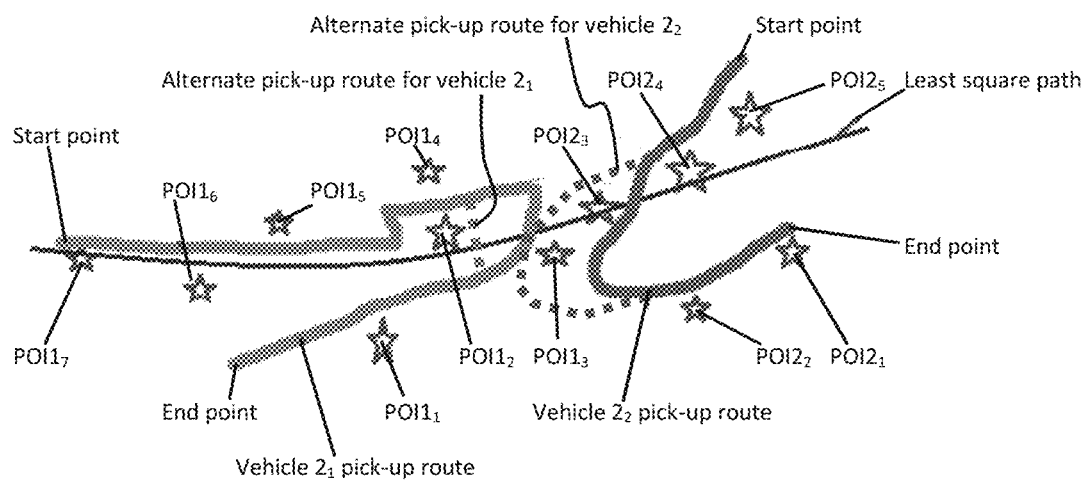 Alternate pick-up route for vehicle 2₂
Start point
Alternate pick-up route for vehicle 2₁
POI2₄
POI2₅
Least square path
Start point
POI1₄
POI2₃
POI1₆
POI1₅
End point
POI1₇
POI1₂
POI1₃
POI2₂
POI2₁
End point
POI1₁
Vehicle 2₂ pick-up route
Vehicle 2₁ pick-up route